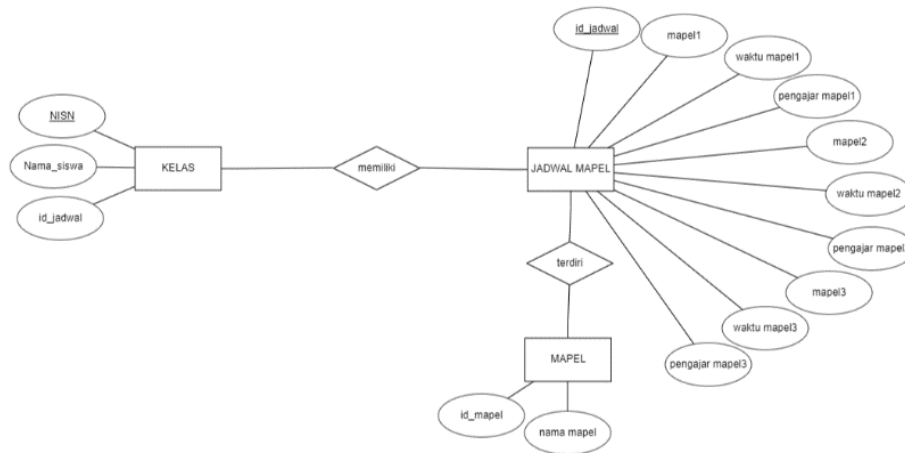 id_jadwal
mapel1
waktu mapel1
pengajar mapel1
mapel2
waktu mapel2
pengajar mapel
mapel3
waktu mapel3
pengajar mapel3
NISN
Nama_siswa
id_jadwal
KELAS
memiliki
JADWAL MAPEL
terdiri
MAPEL
id_mapel
nama mapel